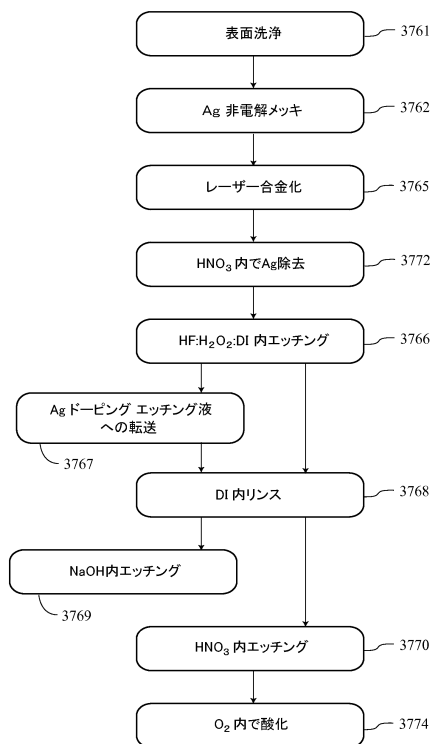 表面洗浄
3761
Ag 非電解メッキ
3762
レーザー合金化
3765
HNO₃ 内でAg除去
3772
HF:H₂O₂:DI 内エッチング
3766
Ag ドーピング エッチング液
への転送
3767
DI 内リンス
3768
NaOH内エッチング
3769
HNO₃ 内エッチング
3770
O₂ 内で酸化
3774